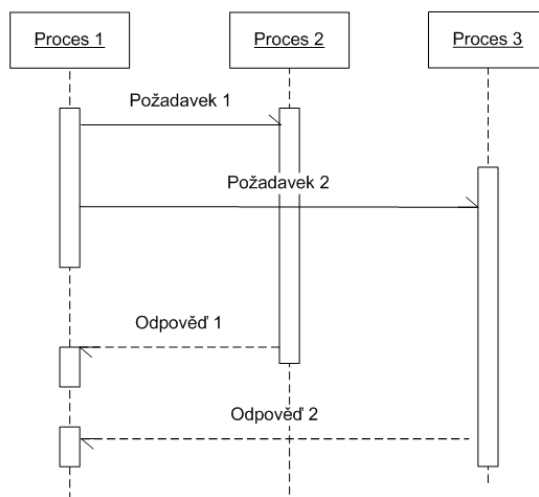 Proces 1
Proces 2
Proces 3
Požadavek 1
Požadavek 2
Odpověď 1
Odpověď 2